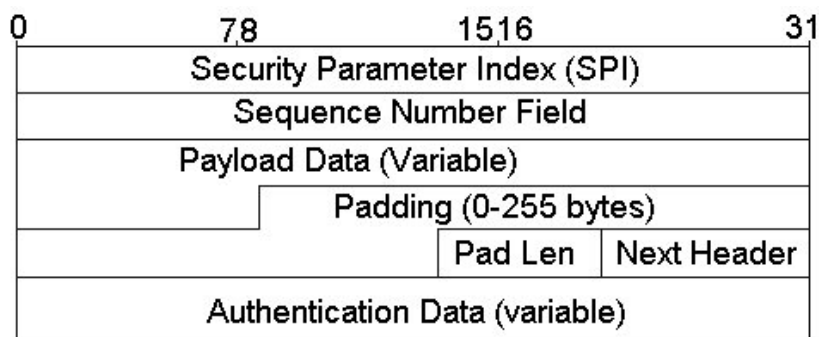 0 7 8 15 16 31
Security Parameter Index (SPI)
Sequence Number Field
Payload Data (Variable)
Padding (0-255 bytes)
Pad Len Next Header
Authentication Data (variable)